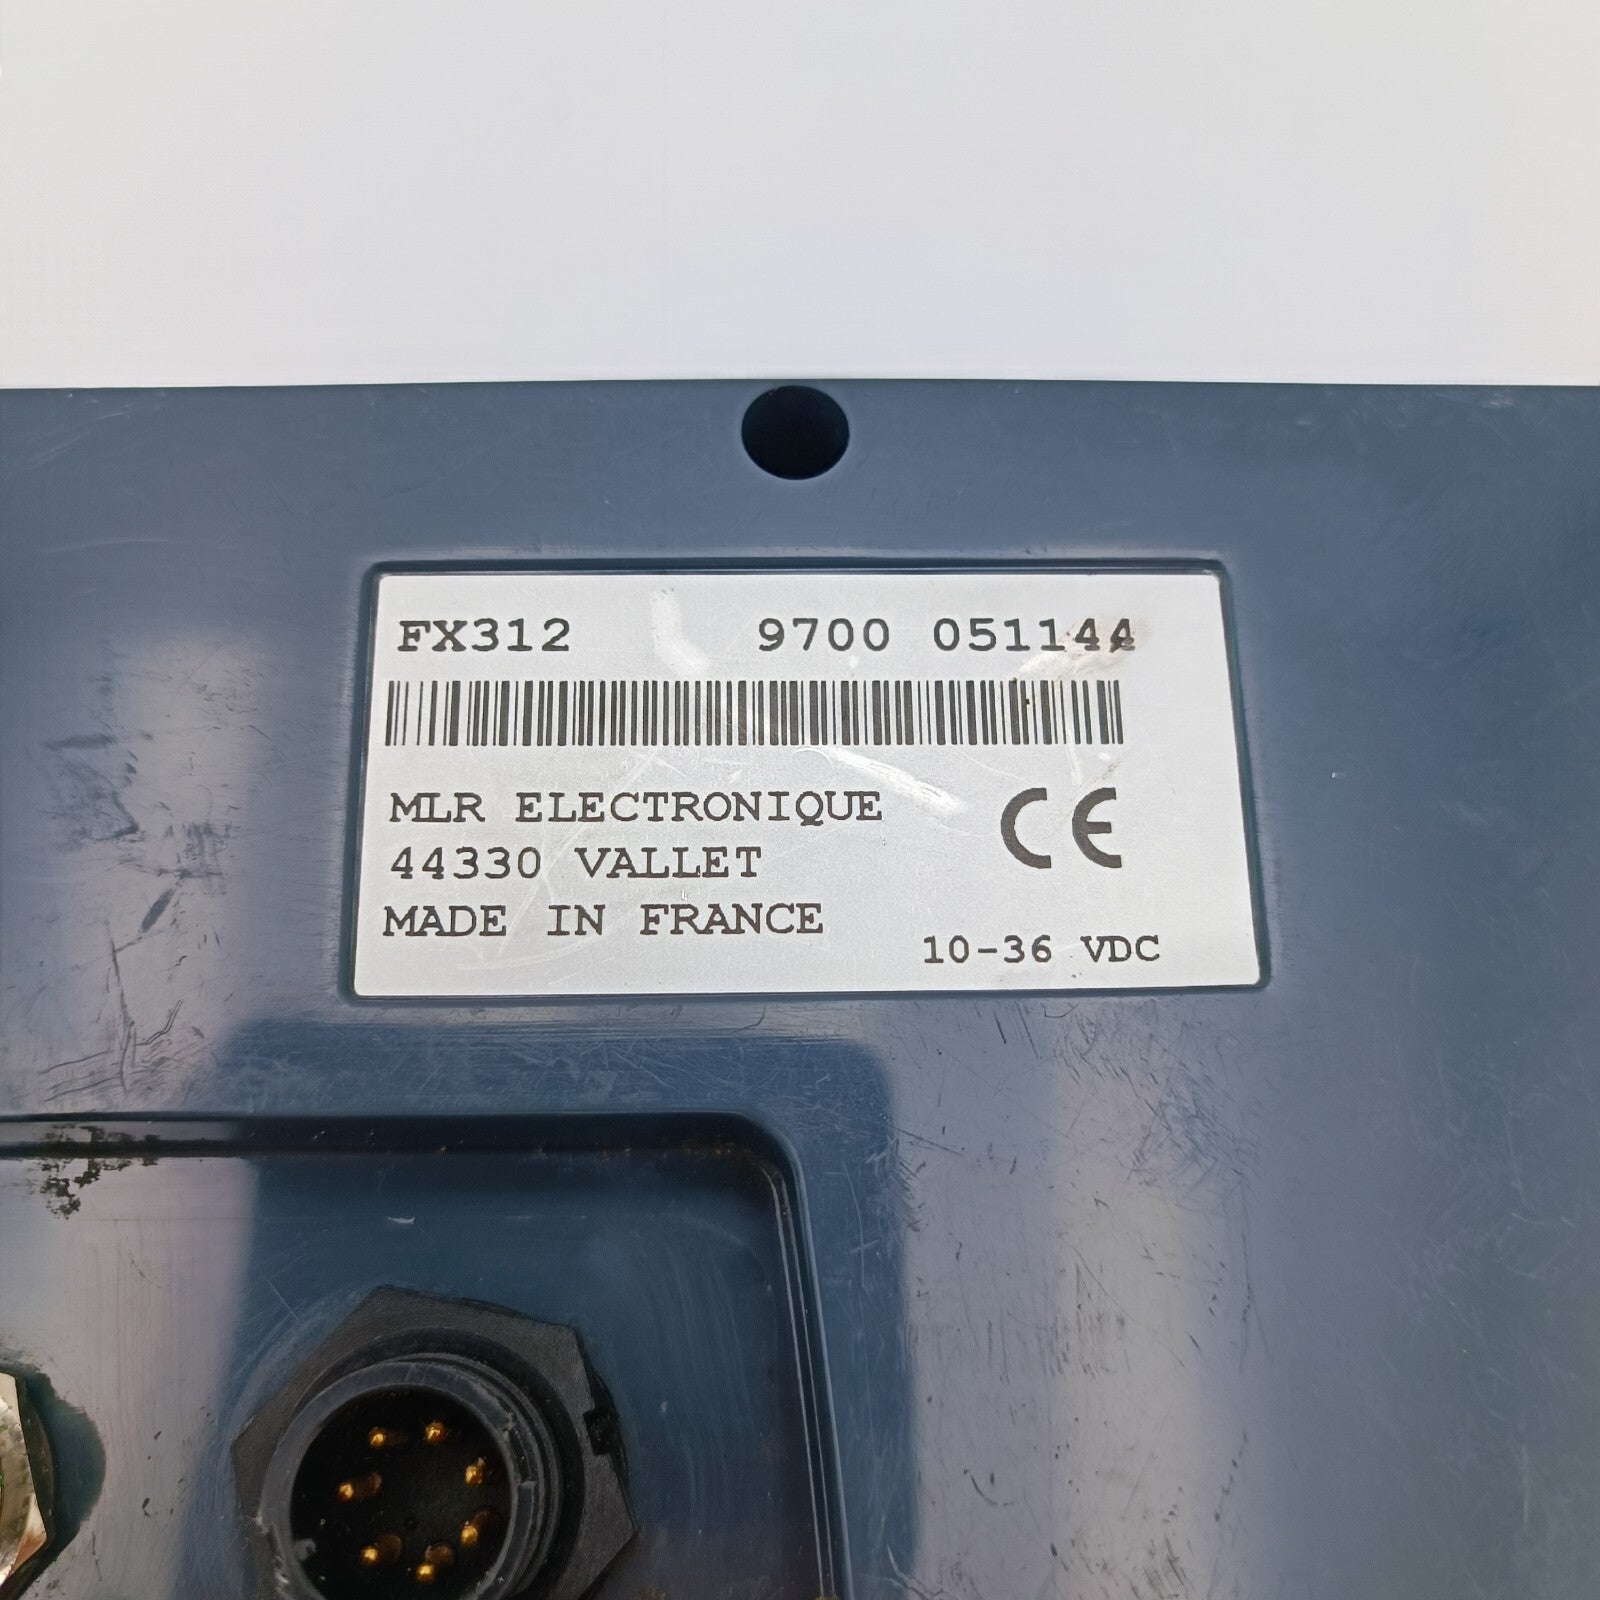 FX312 9700 051144
MLR ELECTRONIQUE
44330 VALLET
MADE IN FRANCE
CE
10-36 VDC